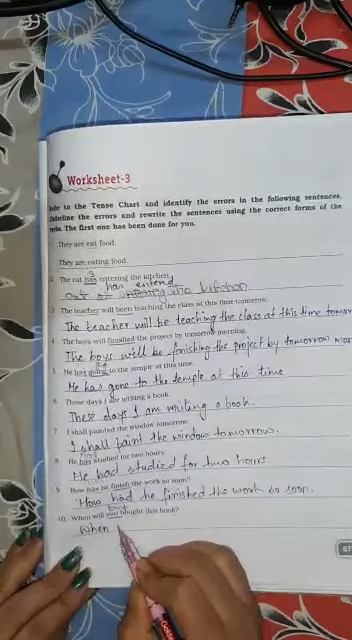 Worksheet-3
efer to the Tense Chart and identify the errors in the following sentences.
nderline the errors and rewrite the sentences using the correct forms of the
rbs. The first one has been done for you.
They are eat food.
They are eating food.
2. The cat has entering the kitchen.
has entered
the kitchen
3. The teacher will been teaching the class at this time tomorrow.
The teacher will be teaching the class at this time tomor
4. The boys will finished the project by tomorrow morning.
The boys will be finishing the project by tomorrow mor
5. He has going to the temple at this time.
He has gone to the temple at this time
6. These days I are writing a book.
These days I am writing a book.
7. I shall painted the window tomorrow.
I shall paint the window tomorrow.
8. He has studied for two hours.
He had studied for two hours.
9. How has he finish the work so soon?
How had he finished the work so soon.
buy
10. When will you bought this book?
When
67